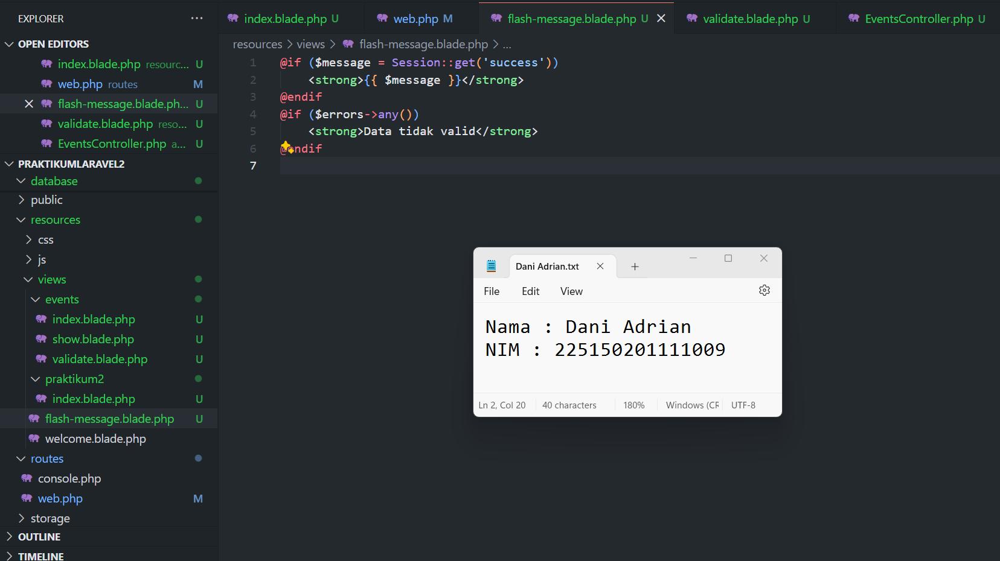 EXPLORER
OPEN EDITORS
index.blade.php resourc... U
web.php routes M
flash-message.blade.ph... U
validate.blade.php reso... U
EventsController.php a... U
PRAKTIKUMLARAVEL2
database
public
resources
css
js
views
events
index.blade.php U
show.blade.php U
validate.blade.php U
praktikum2
index.blade.php U
flash-message.blade.php U
welcome.blade.php
routes
console.php
web.php M
storage
OUTLINE
TIMELINE
index.blade.php U web.php M flash-message.blade.php U validate.blade.php U EventsController.php U
resources > views > flash-message.blade.php > ...
1 @if ($message = Session::get('success'))
2 <strong>{{ $message }}</strong>
3 @endif
4 @if ($errors->any())
5 <strong>Data tidak valid</strong>
6 @endif
7
Dani Adrian.txt
File Edit View
Nama : Dani Adrian
NIM : 225150201111009
Ln 2, Col 20 40 characters 180% Windows (CR UTF-8